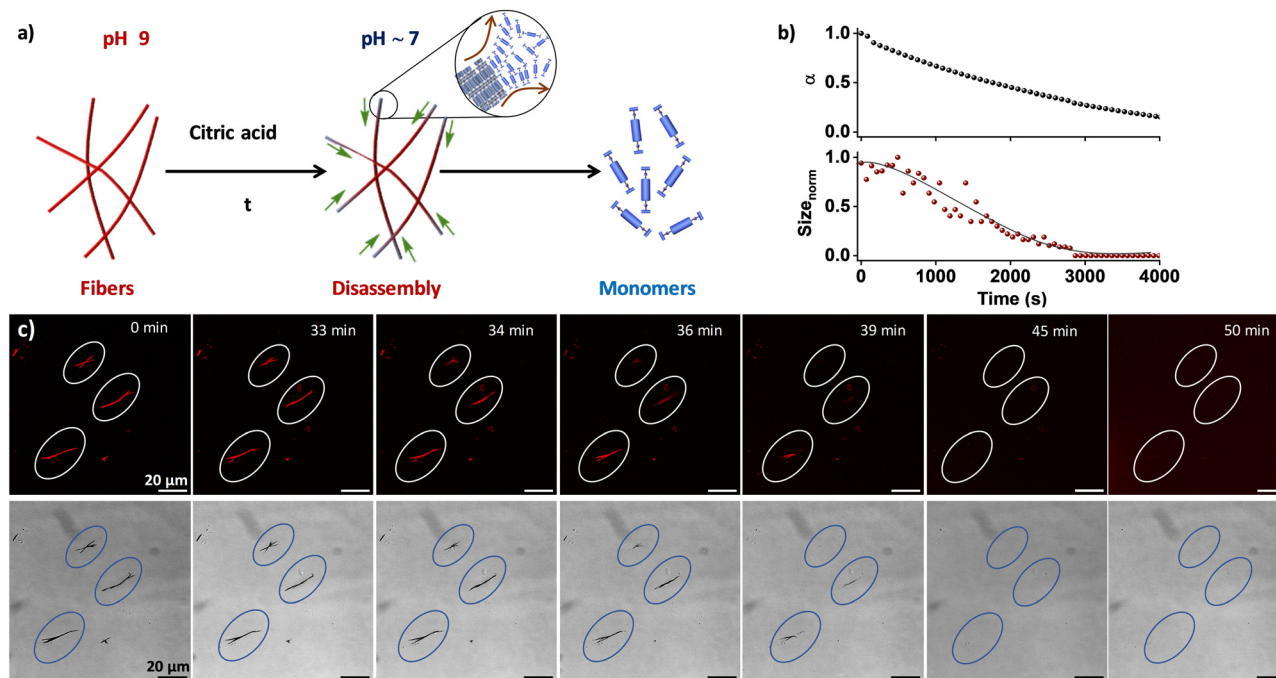 a)
pH 9
pH ~ 7
Citric acid
t
Fibers
Disassembly
Monomers
b)
1.0
0.5
0.0
α
1.0
0.5
0.0
Size norm
0 1000 2000 3000 4000
Time (s)
c)
0 min
33 min
34 min
36 min
39 min
45 min
50 min
20 µm
20 µm